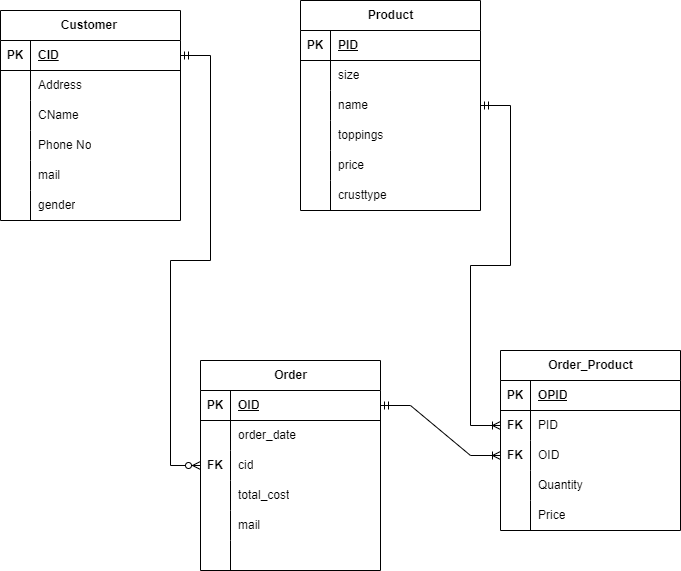 Customer
PK CID
Address
CName
Phone No
mail
gender
Product
PK PID
size
name
toppings
price
crusttype
Order
PK OID
order_date
FK cid
total_cost
mail
Order_Product
PK OPID
FK PID
FK OID
Quantity
Price